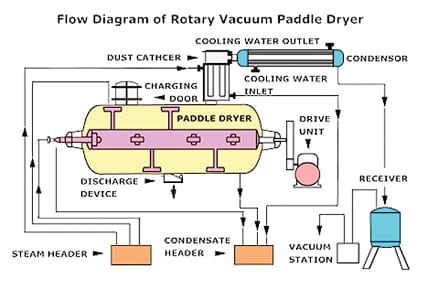 Flow Diagram of Rotary Vacuum Paddle Dryer
COOLING WATER OUTLET
DUST CATHCER
CONDENSOR
COOLING WATER
INLET
CHARGING
DOOR
PADDLE DRYER
DRIVE
UNIT
DISCHARGE
DEVICE
RECEIVER
STEAM HEADER
CONDENSATE
HEADER
VACUUM
STATION